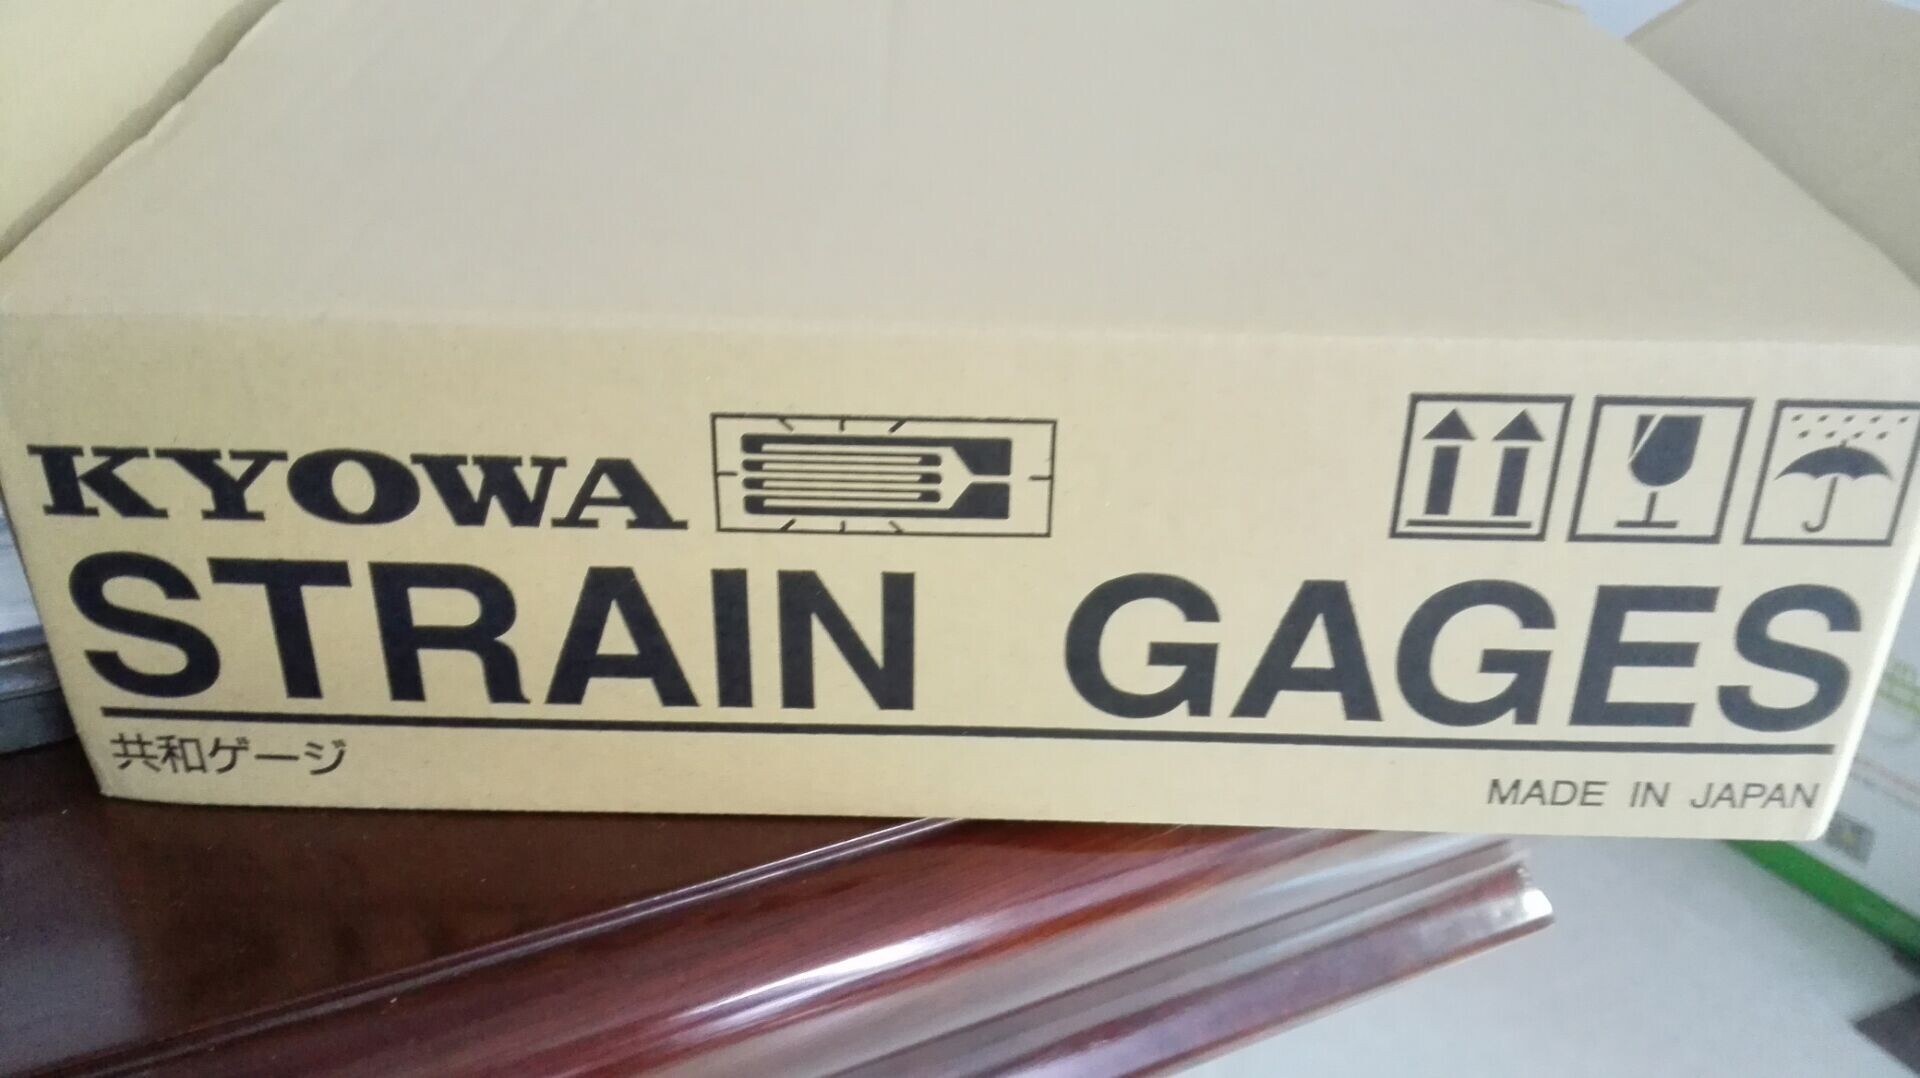 KYOWA
STRAIN GAGES
共和ゲージ
MADE IN JAPAN